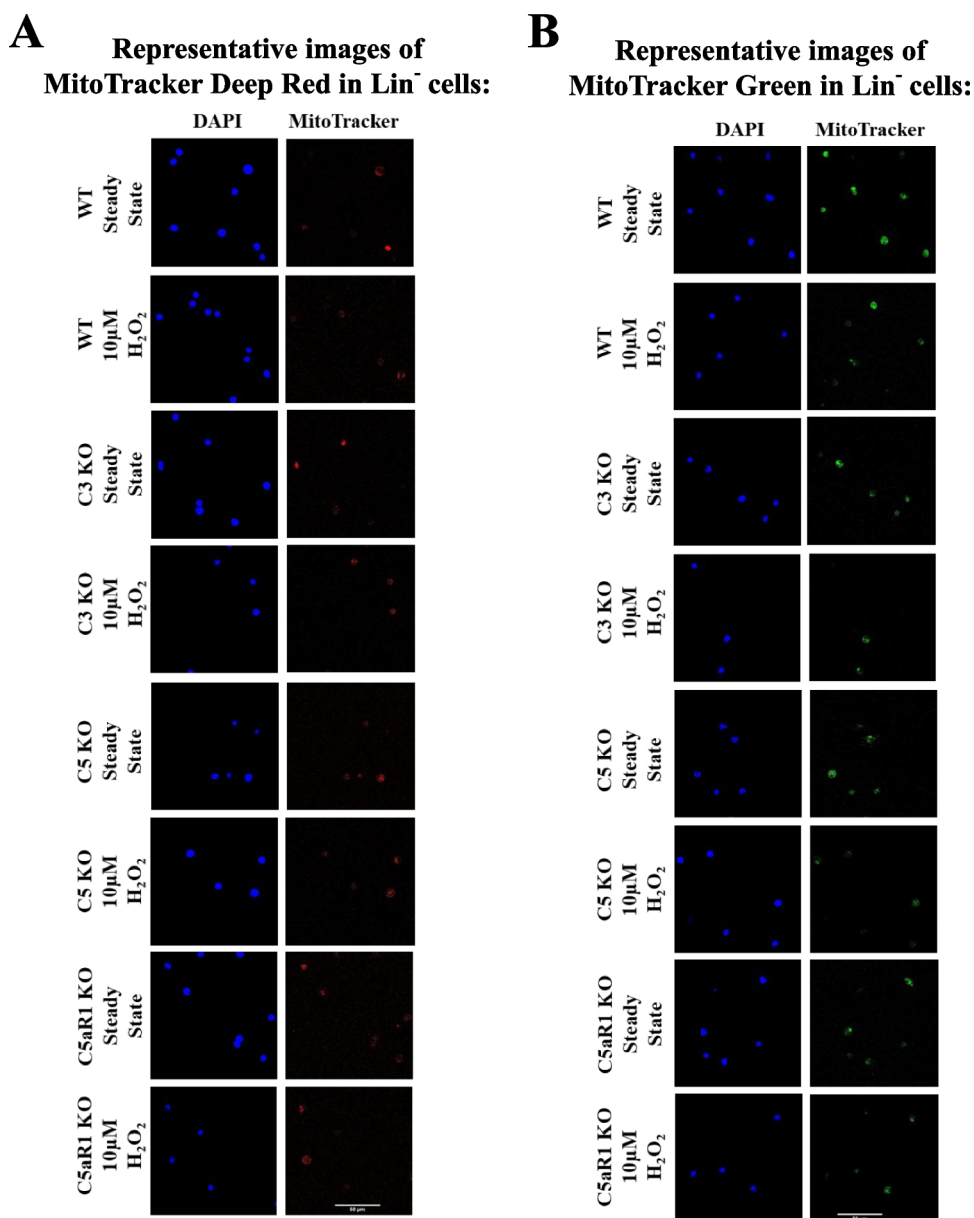 A
Representative images of
MitoTracker Deep Red in Lin⁻ cells:
DAPI MitoTracker
WT
Steady
State
WT
10μM
H₂O₂
C3 KO
Steady
State
C3 KO
10μM
H₂O₂
C5 KO
Steady
State
C5 KO
10μM
H₂O₂
C5aR1 KO
Steady
State
C5aR1 KO
10μM
H₂O₂
50 μm
B
Representative images of
MitoTracker Green in Lin⁻ cells:
DAPI MitoTracker
WT
Steady
State
WT
10μM
H₂O₂
C3 KO
Steady
State
C3 KO
10μM
H₂O₂
C5 KO
Steady
State
C5 KO
10μM
H₂O₂
C5aR1 KO
Steady
State
C5aR1 KO
10μM
H₂O₂